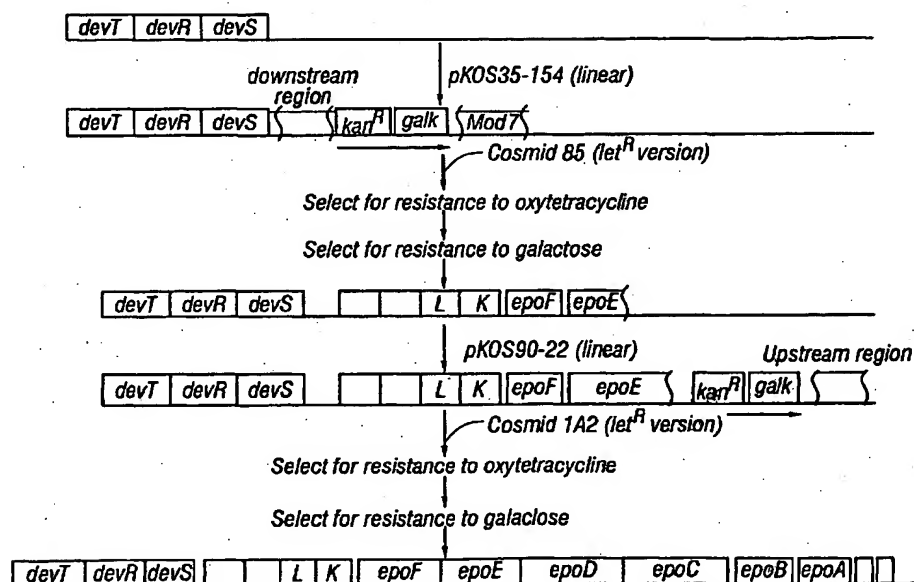 devT devR devS
pKOS35-154 (linear)
downstream region
devT devR devS kanR galk Mod7
Cosmid 85 (letR version)
Select for resistance to oxytetracycline
Select for resistance to galactose
devT devR devS L K epoF epoE
pKOS90-22 (linear)
Upstream region
devT devR devS L K epoF epoE kanR galk
Cosmid 1A2 (letR version)
Select for resistance to oxytetracycline
Select for resistance to galaclose
devT devR devS L K epoF epoE epoD epoC epoB epoA